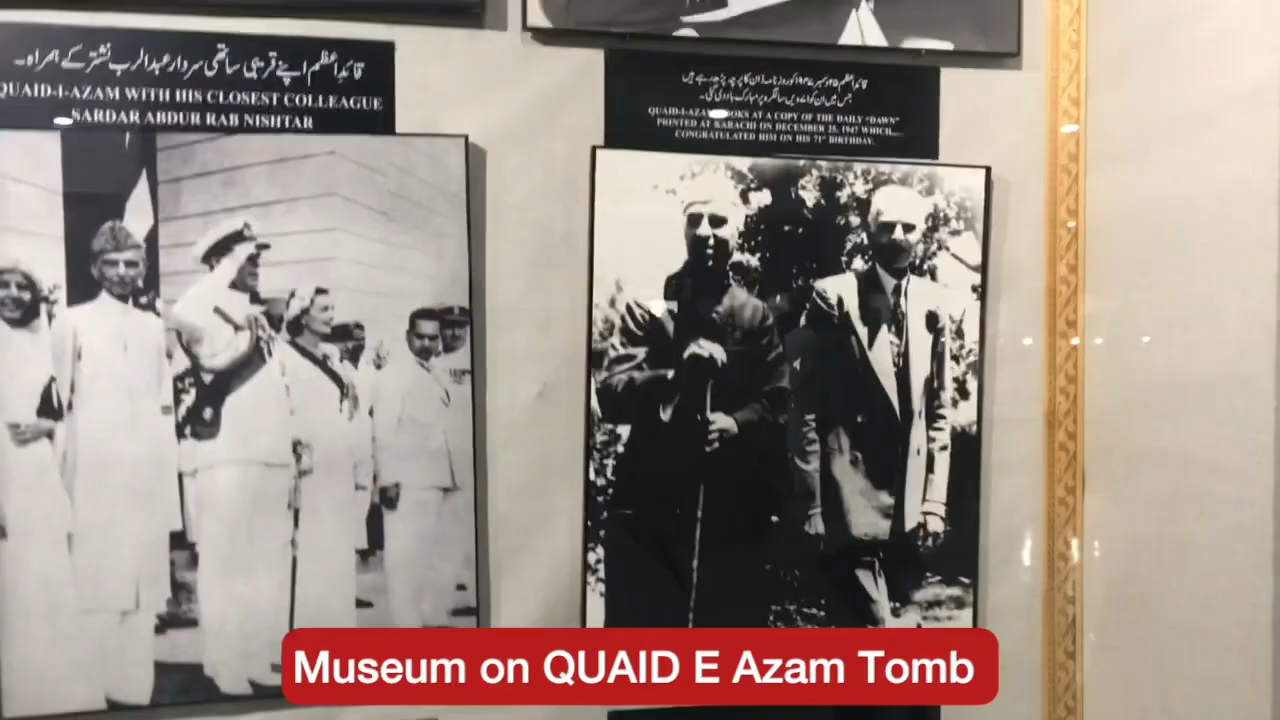 قائداعظم اپنے قریبی ساتھی سردار عبدالرب نشتر کے ہمراہ۔
QUAID-I-AZAM WITH HIS CLOSEST COLLEAGUE
SARDAR ABDUR RAB NISHTAR
QUAID-I-AZAM LOOKS AT A COPY OF THE DAILY "DAWN"
PRINTED AT KARACHI ON DECEMBER 25, 1947 WHICH
CONGRATULATED HIM ON HIS 71ST BIRTHDAY.
Museum on QUAID E Azam Tomb